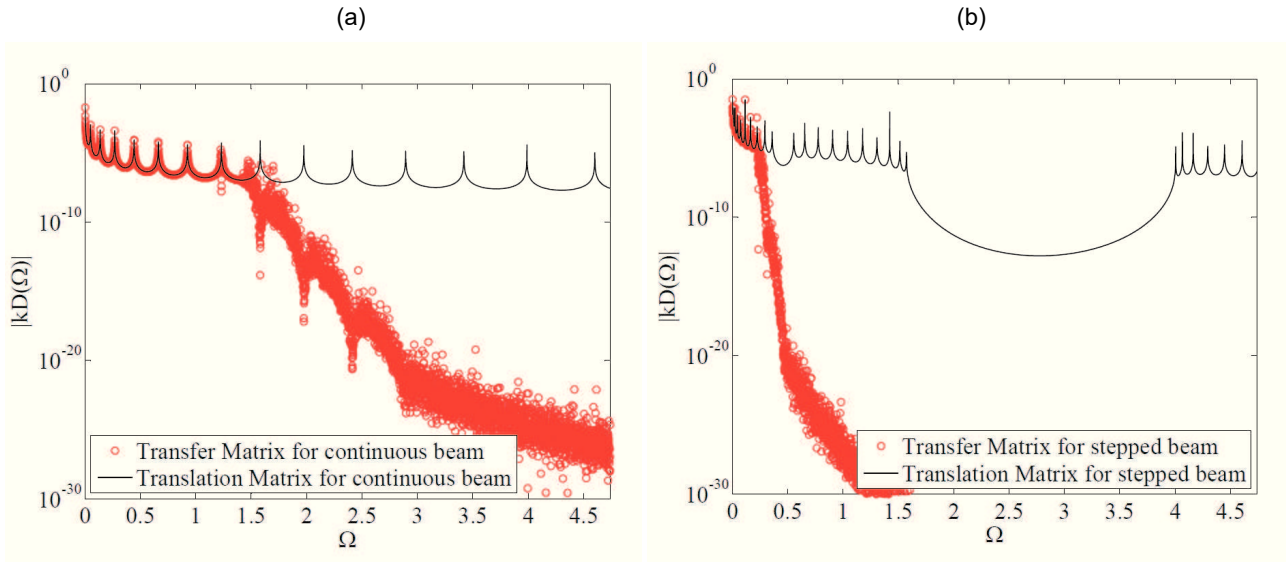 (a)
|kD(Ω)|
10^0
10^-10
10^-20
10^-30
0 0.5 1 1.5 2 2.5 3 3.5 4 4.5
Ω
Transfer Matrix for continuous beam
Translation Matrix for continuous beam
(b)
|kD(Ω)|
10^0
10^-10
10^-20
10^-30
0 0.5 1 1.5 2 2.5 3 3.5 4 4.5
Ω
Transfer Matrix for stepped beam
Translation Matrix for stepped beam